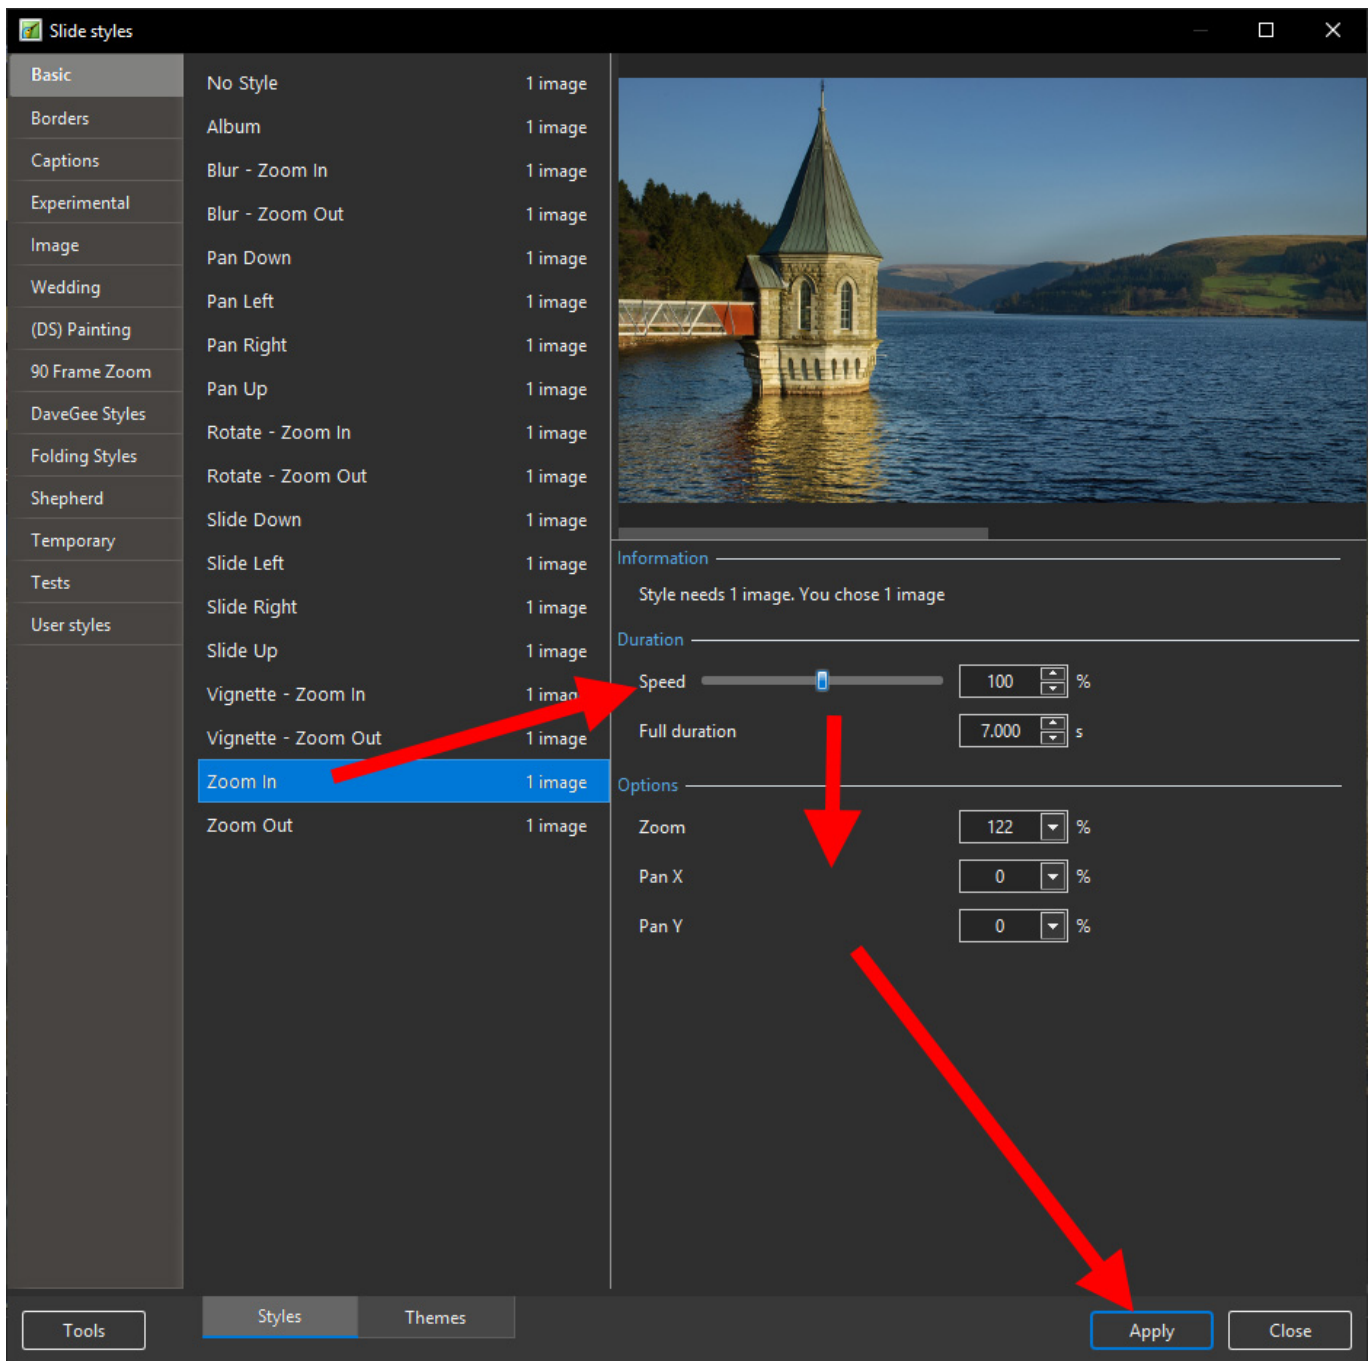 Slide styles
Basic
Borders
Captions
Experimental
Image
Wedding
(DS) Painting
90 Frame Zoom
DaveGee Styles
Folding Styles
Shepherd
Temporary
Tests
User styles
No Style 1 image
Album 1 image
Blur - Zoom In 1 image
Blur - Zoom Out 1 image
Pan Down 1 image
Pan Left 1 image
Pan Right 1 image
Pan Up 1 image
Rotate - Zoom In 1 image
Rotate - Zoom Out 1 image
Slide Down 1 image
Slide Left 1 image
Slide Right 1 image
Slide Up 1 image
Vignette - Zoom In 1 image
Vignette - Zoom Out 1 image
Zoom In 1 image
Zoom Out 1 image
Information
Style needs 1 image. You chose 1 image
Duration
Speed 100 %
Full duration 7.000 s
Options
Zoom 122 %
Pan X 0 %
Pan Y 0 %
Tools
Styles Themes
Apply Close